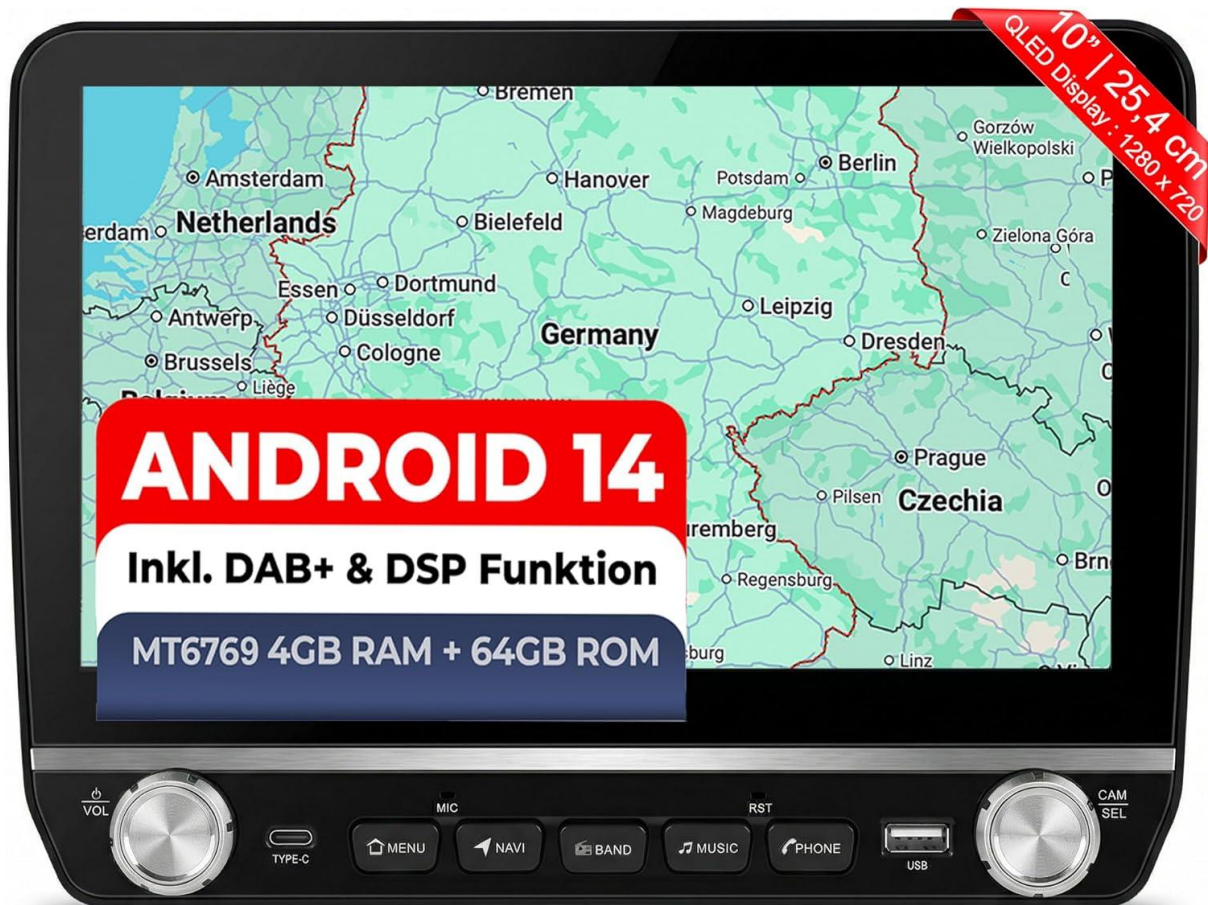 10” | 25,4 cm
QLED Display : 1280 x 720
Bremen
Gorzów
Wielkopolski
Berlin
Amsterdam
Hanover
Potsdam
P
Netherlands
Bielefeld
Magdeburg
erdam
Zielona Góra
Essen
Dortmund
C
Antwerp
Düsseldorf
Leipzig
Germany
Brussels
Cologne
Dresden
Liège
C
ANDROID 14
Prague
Pilsen
Czechia
O
Inkl. DAB+ & DSP Funktion
uremberg
Regensburg
Brn
MT6769 4GB RAM + 64GB ROM
sburg
Linz
VOL
MIC
RST
CAM
SEL
TYPE-C
MENU
NAVI
BAND
MUSIC
PHONE
USB